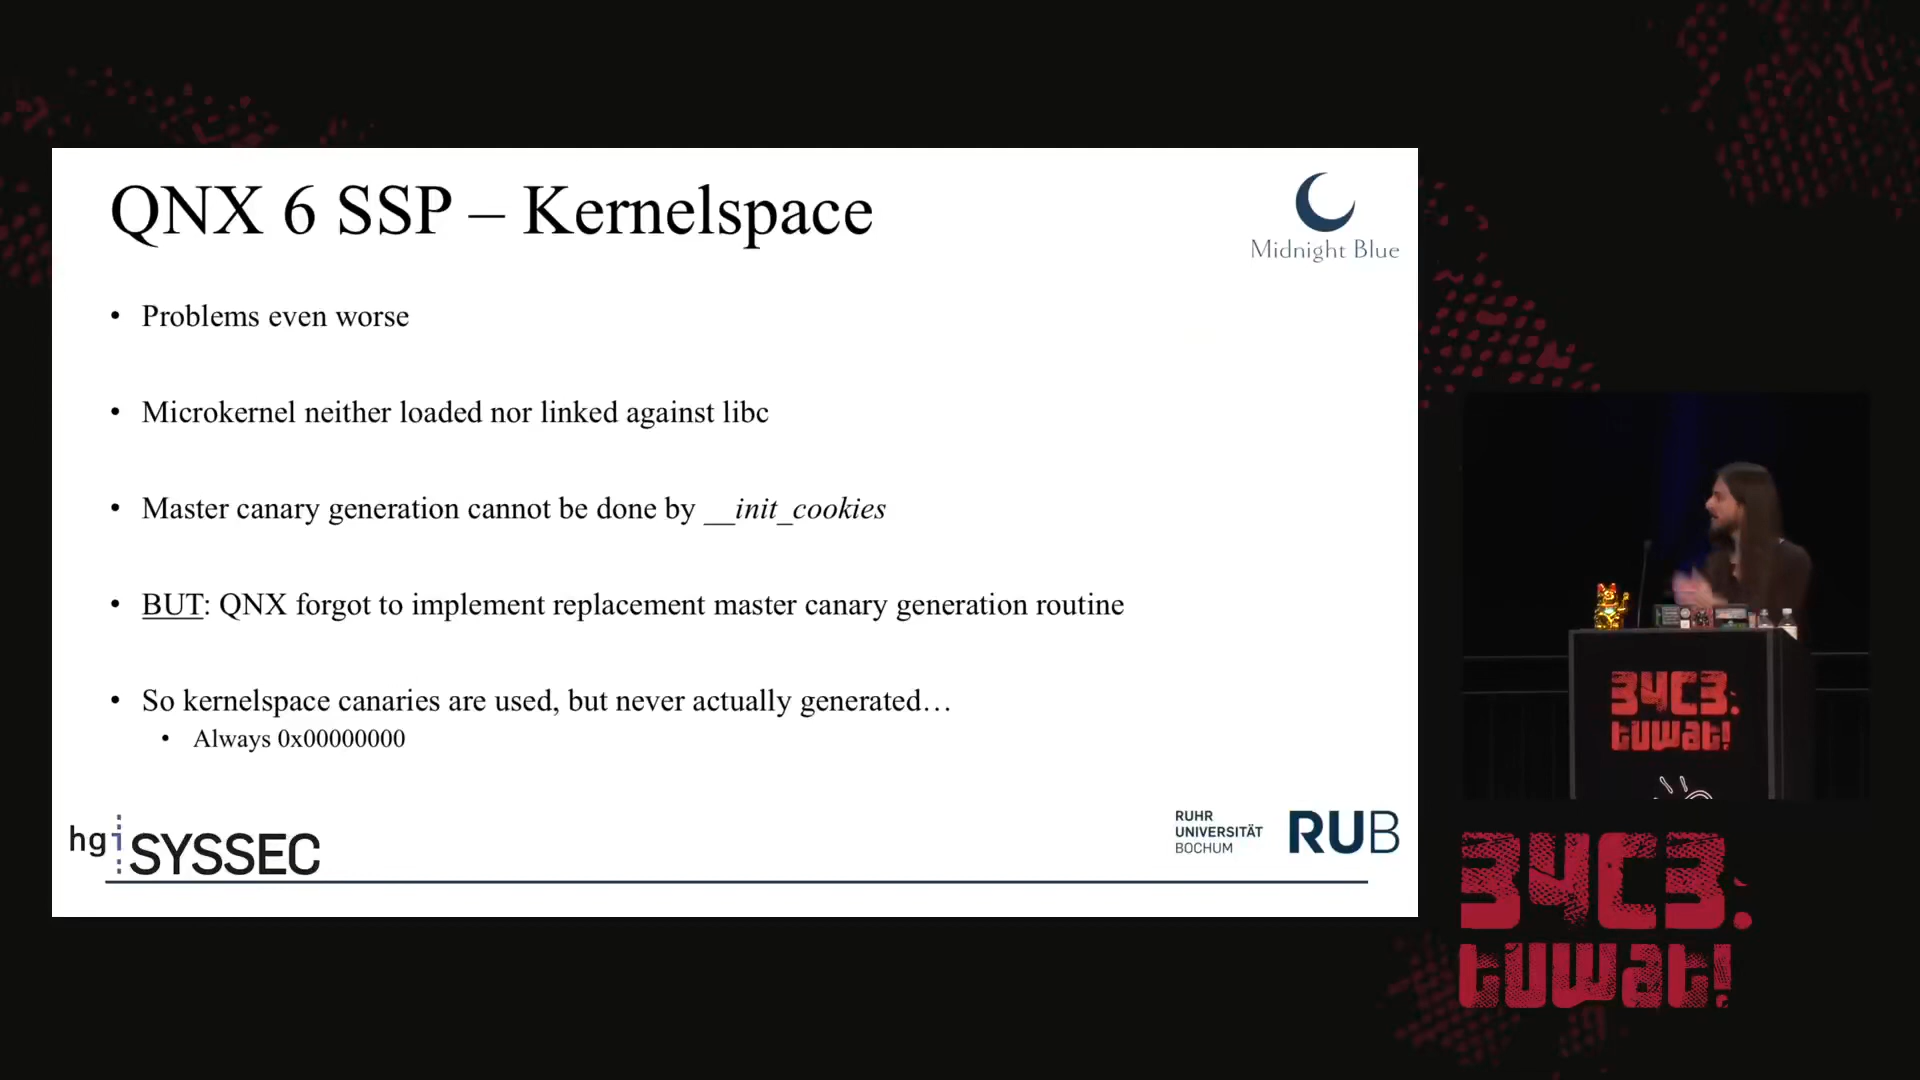 QNX 6 SSP – Kernelspace
Midnight Blue
• Problems even worse
• Microkernel neither loaded nor linked against libc
• Master canary generation cannot be done by __init_cookies
• BUT: QNX forgot to implement replacement master canary generation routine
• So kernelspace canaries are used, but never actually generated…
• Always 0x00000000
hgi SYSSEC
RUHR
UNIVERSITÄT
BOCHUM
RUB
34C3:
tuwat!
34C3.
tuwat!